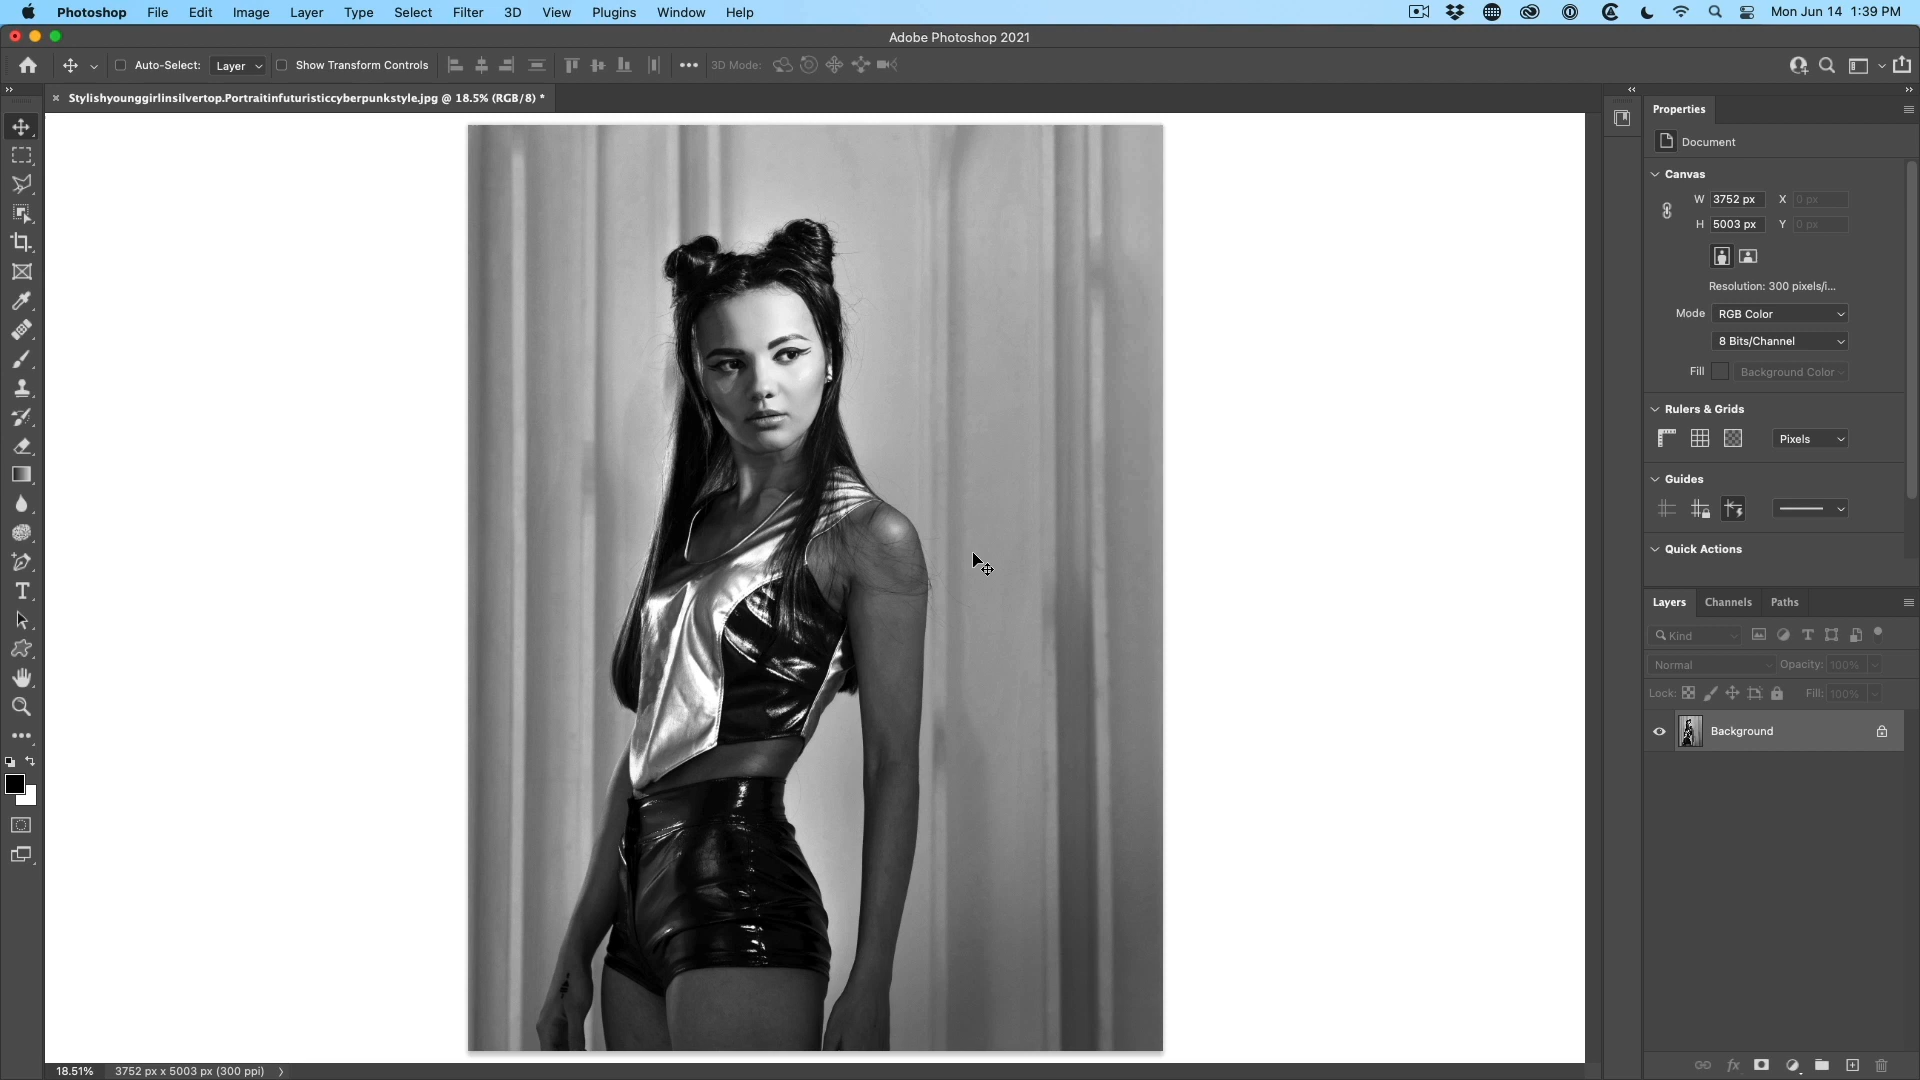 Photoshop File Edit Image Layer Type Select Filter 3D View Plugins Window Help Mon Jun 14 1:39 PM
Adobe Photoshop 2021
Auto-Select: Layer Show Transform Controls 3D Mode:
Stylishyounggirlinsilvertop.Portraitinfuturisticcyberpunkstyle.jpg @ 18.5% (RGB/8) *
Properties
Document
Canvas
W 3752 px X 0 px
H 5003 px Y 0 px
Resolution: 300 pixels/i...
Mode RGB Color
8 Bits/Channel
Fill Background Color
Rulers & Grids
Pixels
Guides
Quick Actions
Layers Channels Paths
Kind
Normal Opacity: 100%
Lock: Fill: 100%
Background
18.51% 3752 px x 5003 px (300 ppi)